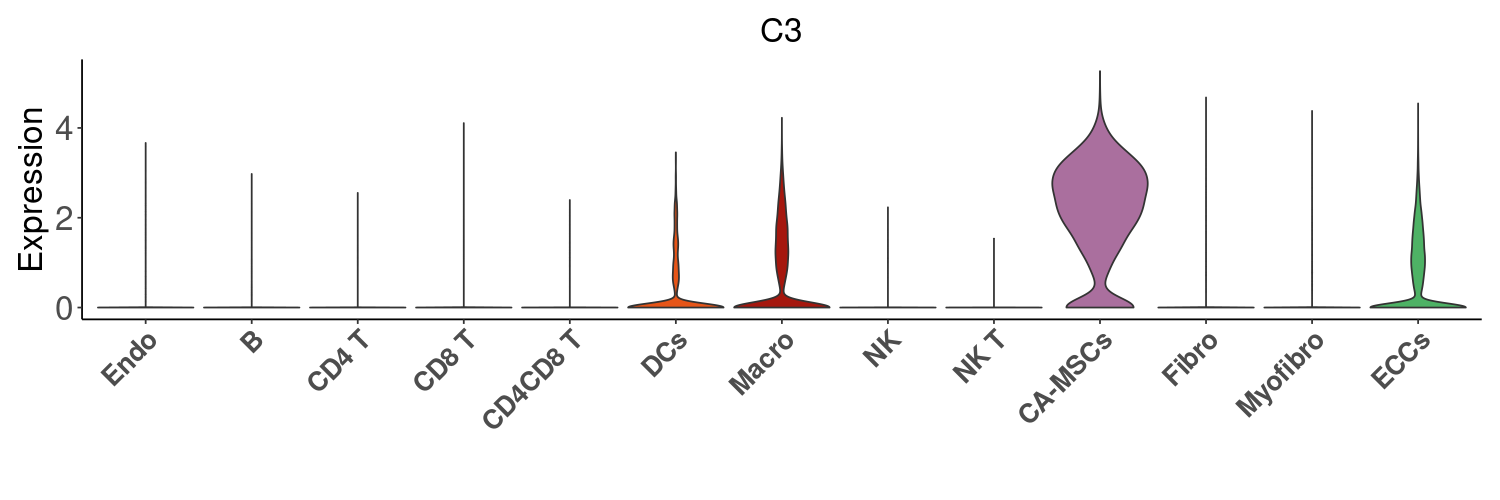 C3
Expression
4
2
0
Endo
B
CD4 T
CD8 T
CD4CD8 T
DCs
Macro
NK
NK T
CA-MSCs
Fibro
Myofibro
ECCs